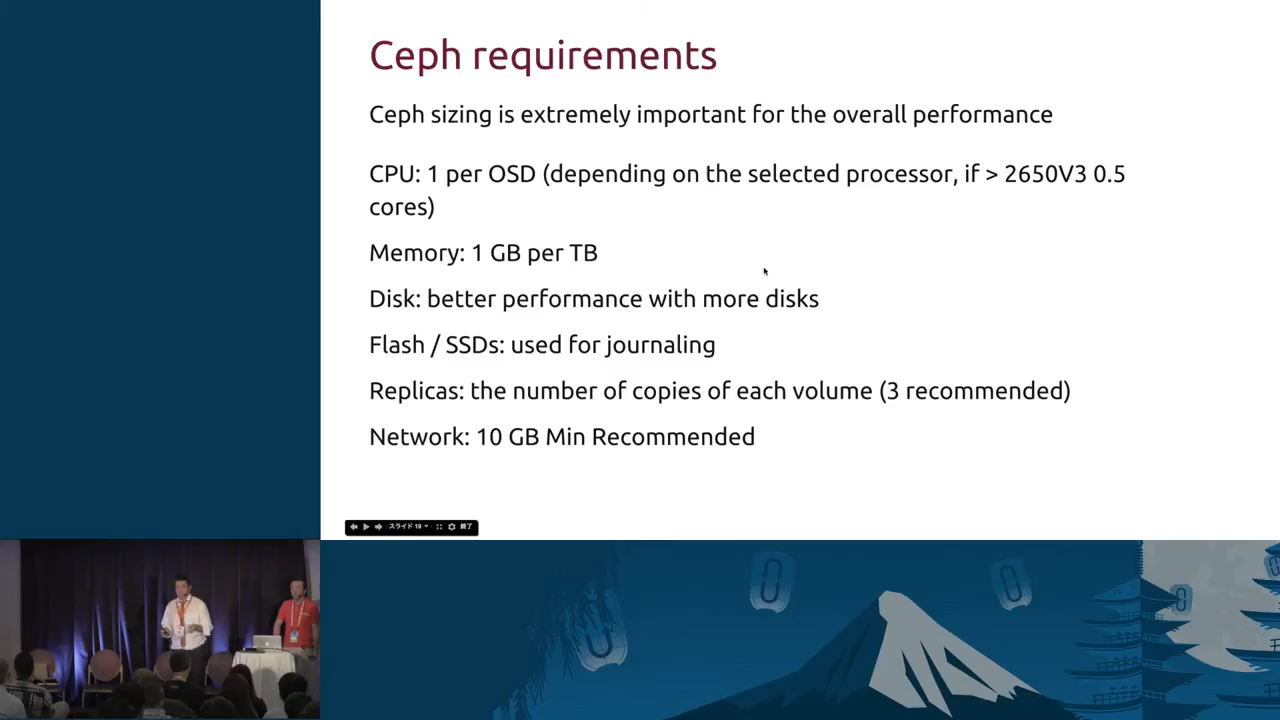 Ceph requirements
Ceph sizing is extremely important for the overall performance
CPU: 1 per OSD (depending on the selected processor, if > 2650V3 0.5
cores)
Memory: 1 GB per TB
Disk: better performance with more disks
Flash / SSDs: used for journaling
Replicas: the number of copies of each volume (3 recommended)
Network: 10 GB Min Recommended
スライド 19
終了